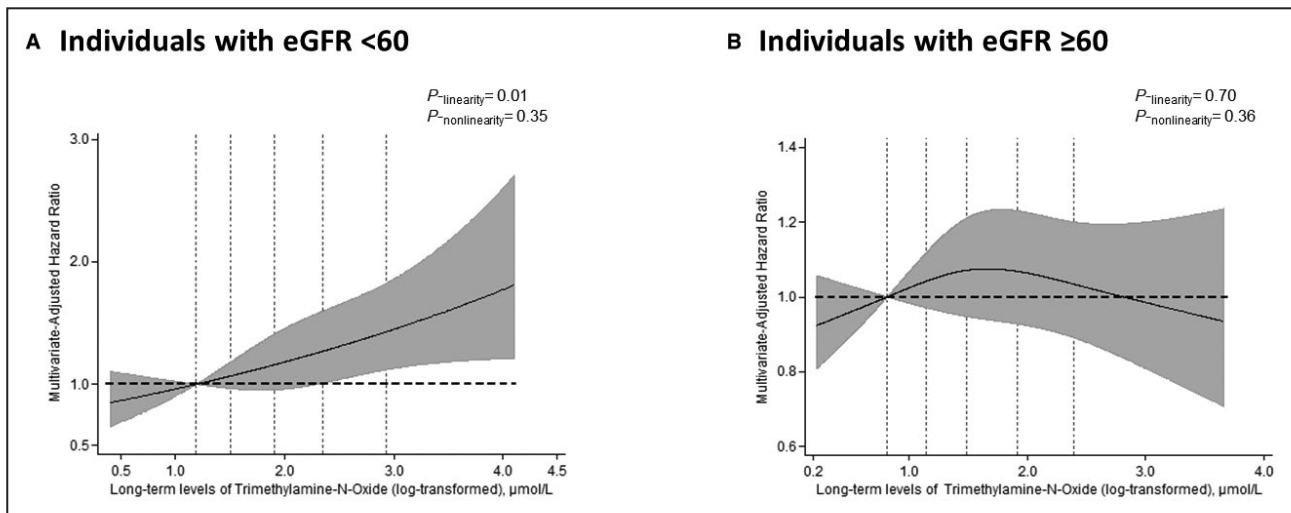 A Individuals with eGFR <60
P-linearity= 0.01
P-nonlinearity= 0.35
3.0
2.0
1.0
0.5
Multivariate-Adjusted Hazard Ratio
0.5 1.0 2.0 3.0 4.0 4.5
Long-term levels of Trimethylamine-N-Oxide (log-transformed), μmol/L
B Individuals with eGFR ≥60
P-linearity= 0.70
P-nonlinearity= 0.36
1.4
1.2
1.0
0.8
0.6
Multivariate-Adjusted Hazard Ratio
0.2 1.0 2.0 3.0 4.0
Long-term levels of Trimethylamine-N-Oxide (log-transformed), μmol/L